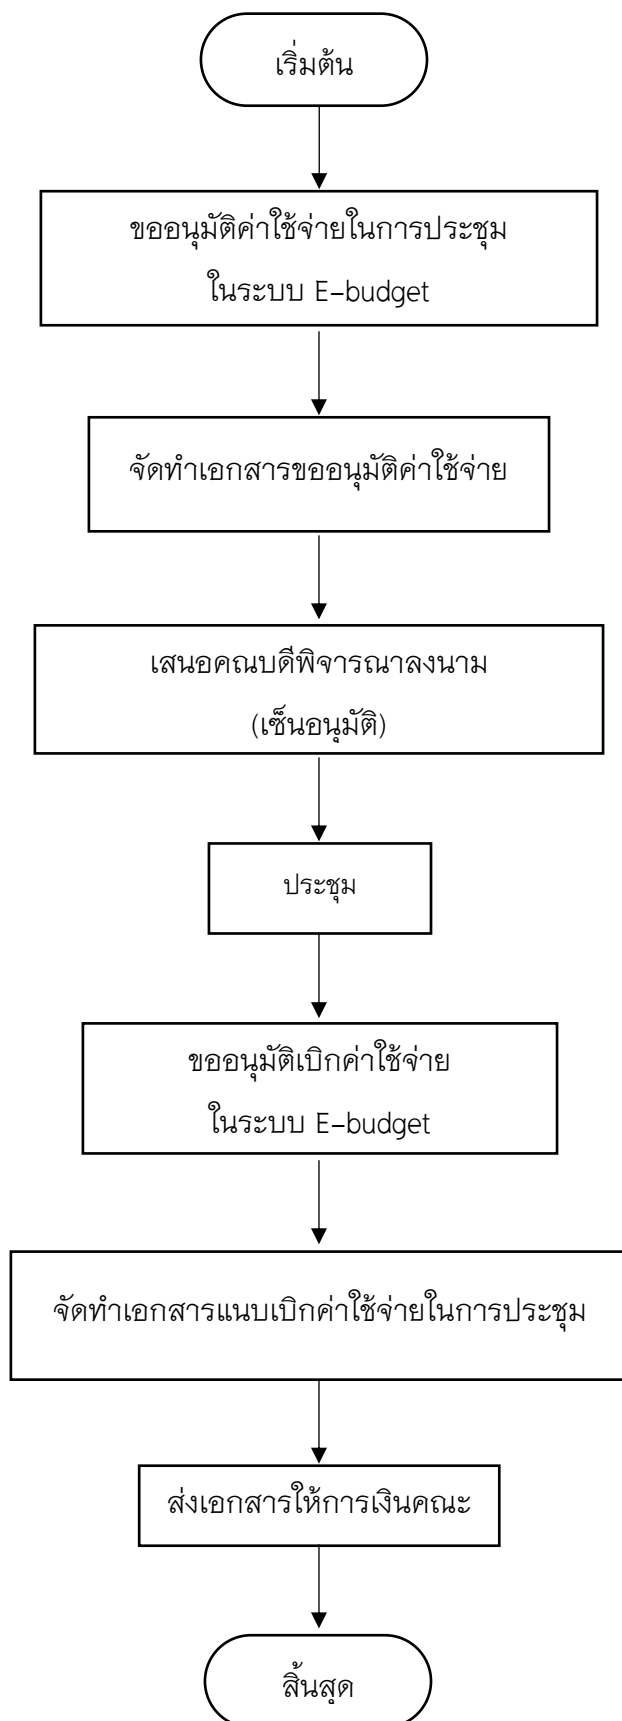 เริ่มต้น
ขออนุมัติค่าใช้จ่ายในการประชุม
ในระบบ E-budget
จัดทำเอกสารขออนุมัติค่าใช้จ่าย
เสนอคณบดีพิจารณาลงนาม
(เซ็นอนุมัติ)
ประชุม
ขออนุมัติเบิกค่าใช้จ่าย
ในระบบ E-budget
จัดทำเอกสารแนบเบิกค่าใช้จ่ายในการประชุม
ส่งเอกสารให้การเงินคณะ
สิ้นสุด